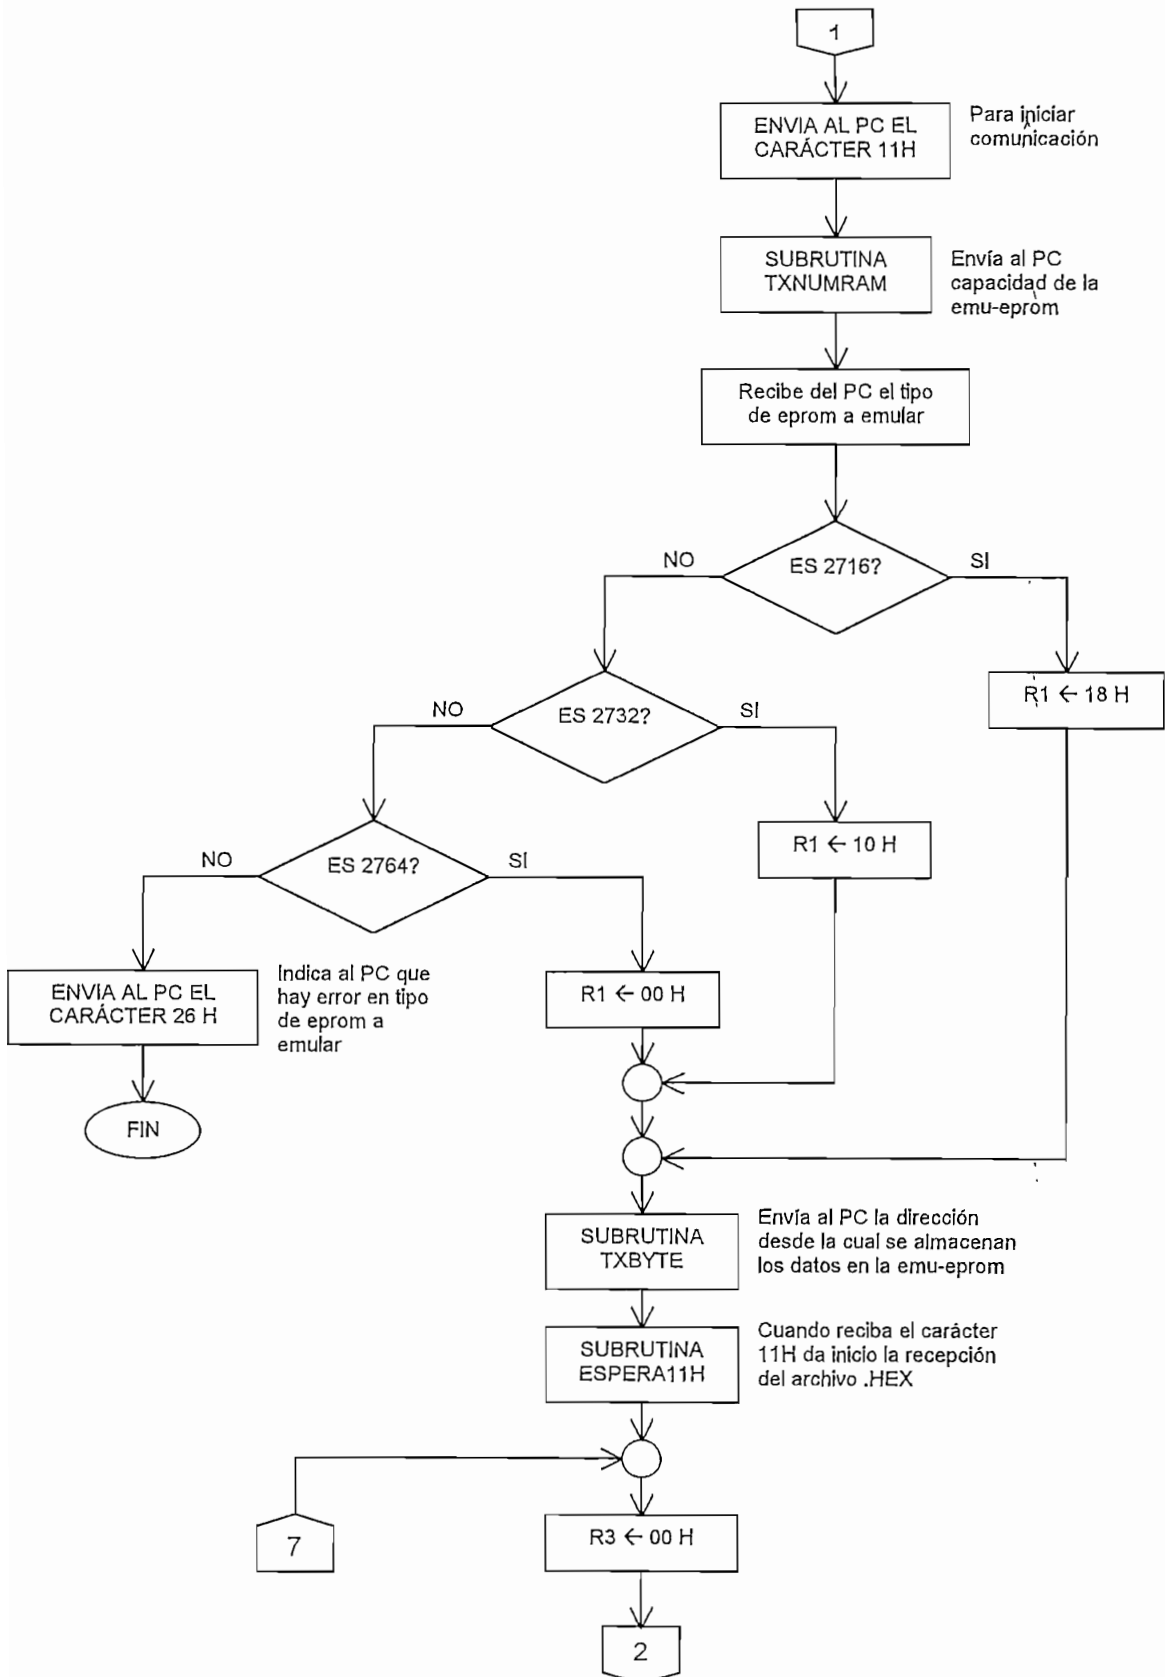 1
ENVIA AL PC EL
CARÁCTER 11H
Para iniciar
comunicación
SUBRUTINA
TXNUMRAM
Envía al PC
capacidad de la
emu-eprom
Recibe del PC el tipo
de eprom a emular
ES 2716?
NO
SI
R1 ← 18 H
ES 2732?
NO
SI
R1 ← 10 H
ES 2764?
NO
SI
ENVIA AL PC EL
CARÁCTER 26 H
Indica al PC que
hay error en tipo
de eprom a
emular
R1 ← 00 H
FIN
SUBRUTINA
TXBYTE
Envía al PC la dirección
desde la cual se almacenan
los datos en la emu-eprom
SUBRUTINA
ESPERA11H
Cuando reciba el carácter
11H da inicio la recepción
del archivo .HEX
7
R3 ← 00 H
2